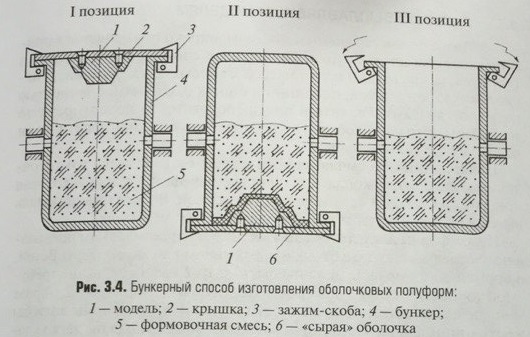 I позиция II позиция III позиция
1 2 3
4
5
1 6
Рис. 3.4. Бункерный способ изготовления оболочковых полуформ:
1 — модель; 2 — крышка; 3 — зажим-скоба; 4 — бункер;
5 — формовочная смесь; 6 — «сырая» оболочка